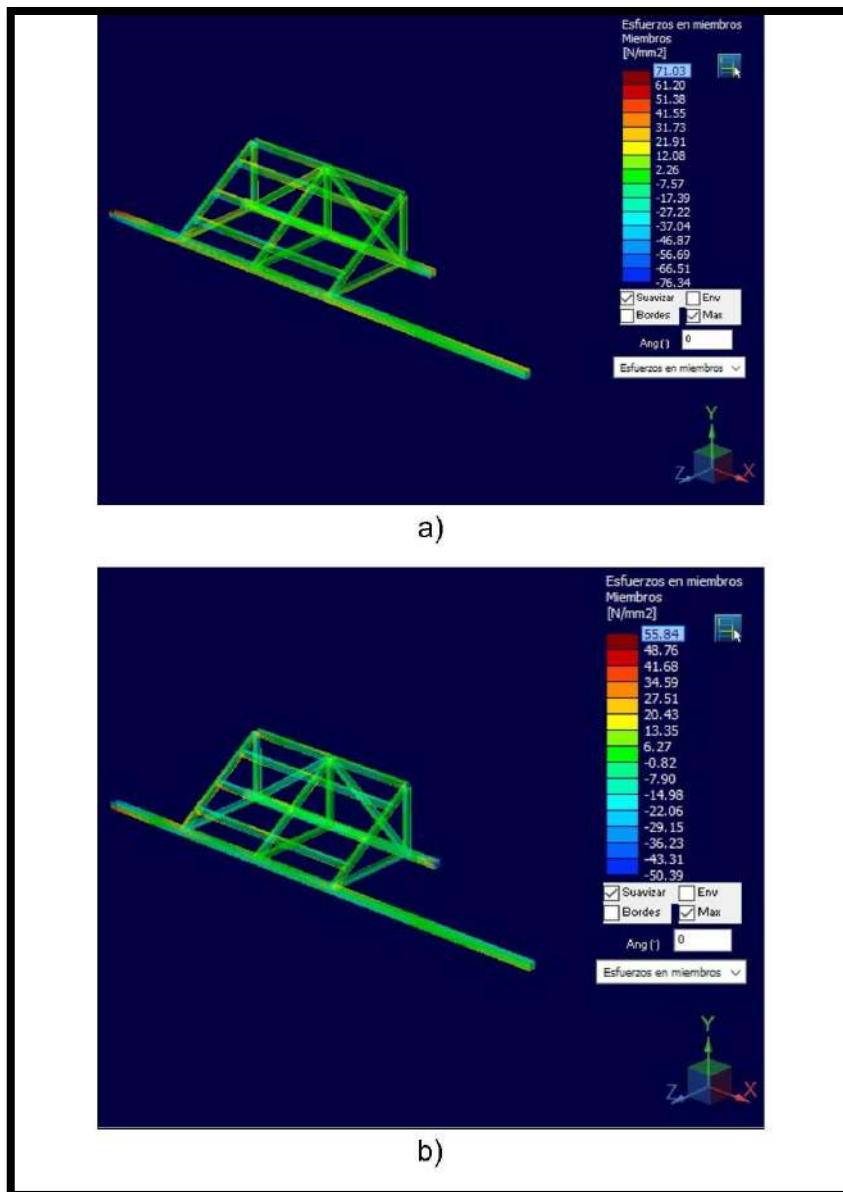 Esfuerzos en miembros
Miembros
[N/mm2]
71.03
61.20
51.38
41.55
31.73
21.91
12.08
2.26
-7.57
-17.39
-27.22
-37.04
-46.87
-56.69
-66.51
-76.34
Suavizar Env
Bordes Max
Ang(°) 0
Esfuerzos en miembros
Y
Z X
a)
Esfuerzos en miembros
Miembros
[N/mm2]
55.84
48.76
41.68
34.59
27.51
20.43
13.35
6.27
-0.82
-7.90
-14.98
-22.06
-29.15
-36.23
-43.31
-50.39
Suavizar Env
Bordes Max
Ang(°) 0
Esfuerzos en miembros
Y
Z X
b)